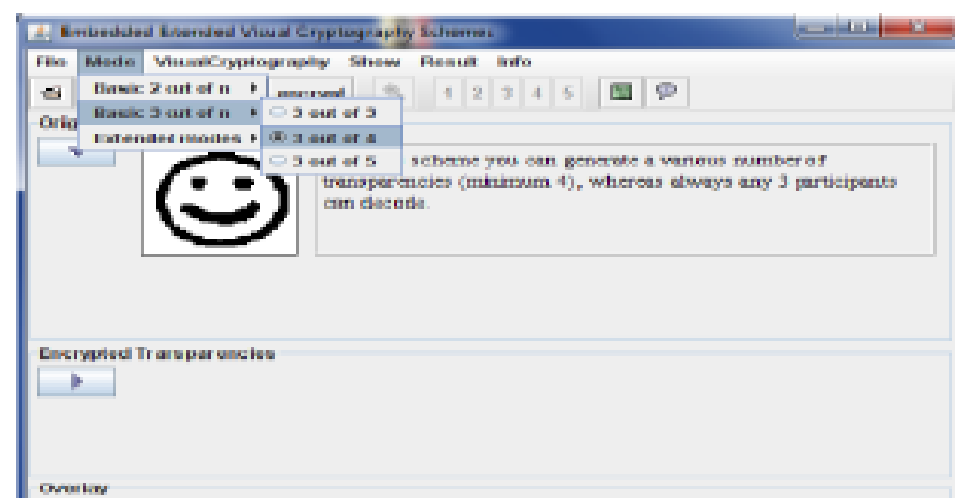 Embedded Extended Visual Cryptography Schemes
File Mode VisualCryptography Show Result Info
Basic 2 out of n
1 2 3 4 5
Basic 3 out of n
3 out of 3
Orig
Extended modes
3 out of 4
3 out of 5
scheme you can generate a various number of
transparencies (minimum 4), whereas always any 3 participants
can decode.
Encrypted Transparencies
Overlay